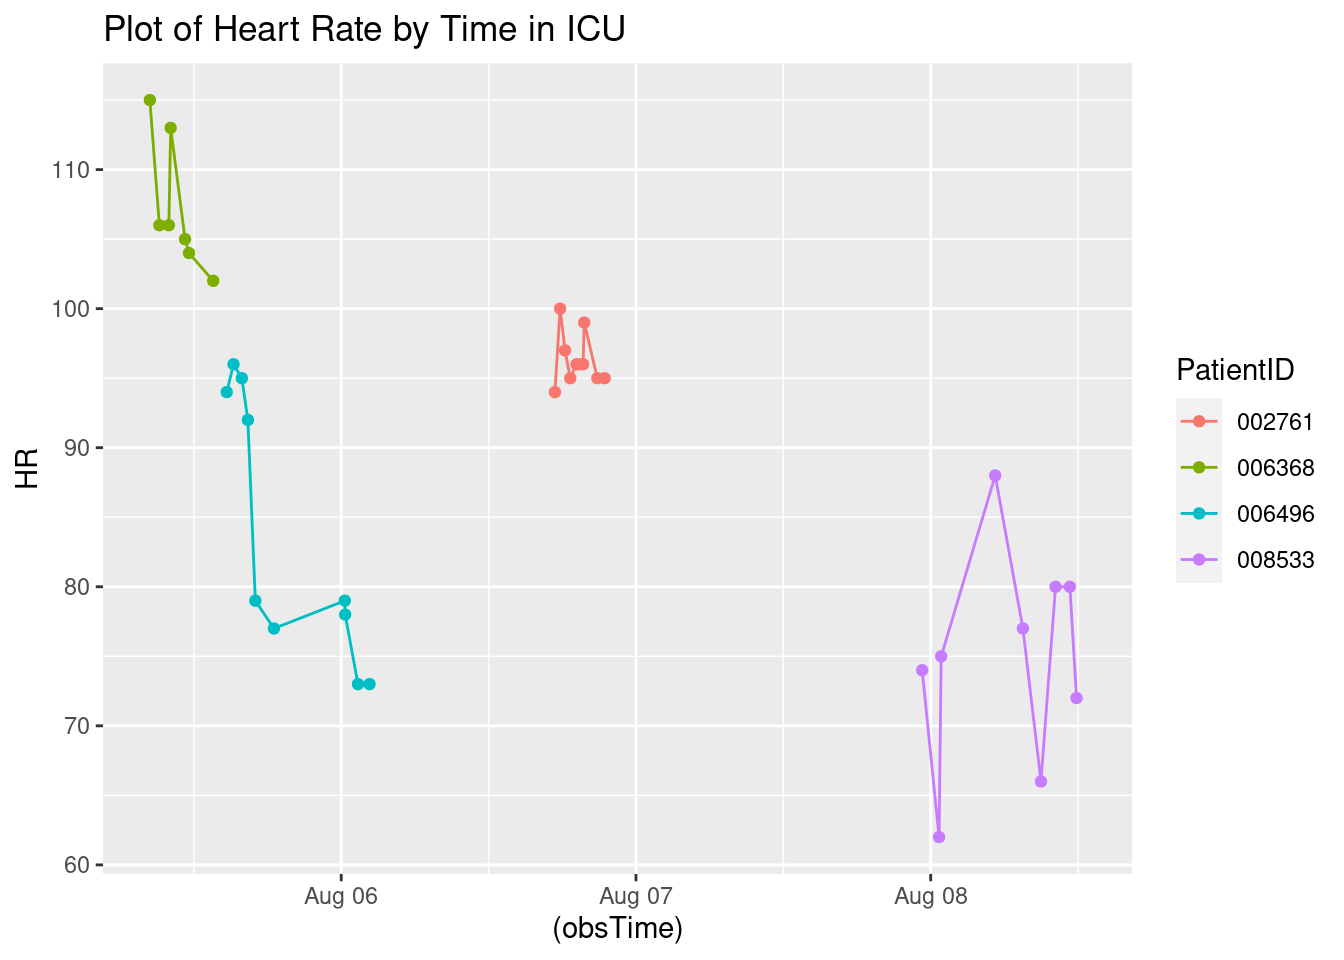 Plot of Heart Rate by Time in ICU
110
100
90
80
70
60
HR
Aug 06
Aug 07
Aug 08
(obsTime)
PatientID
002761
006368
006496
008533